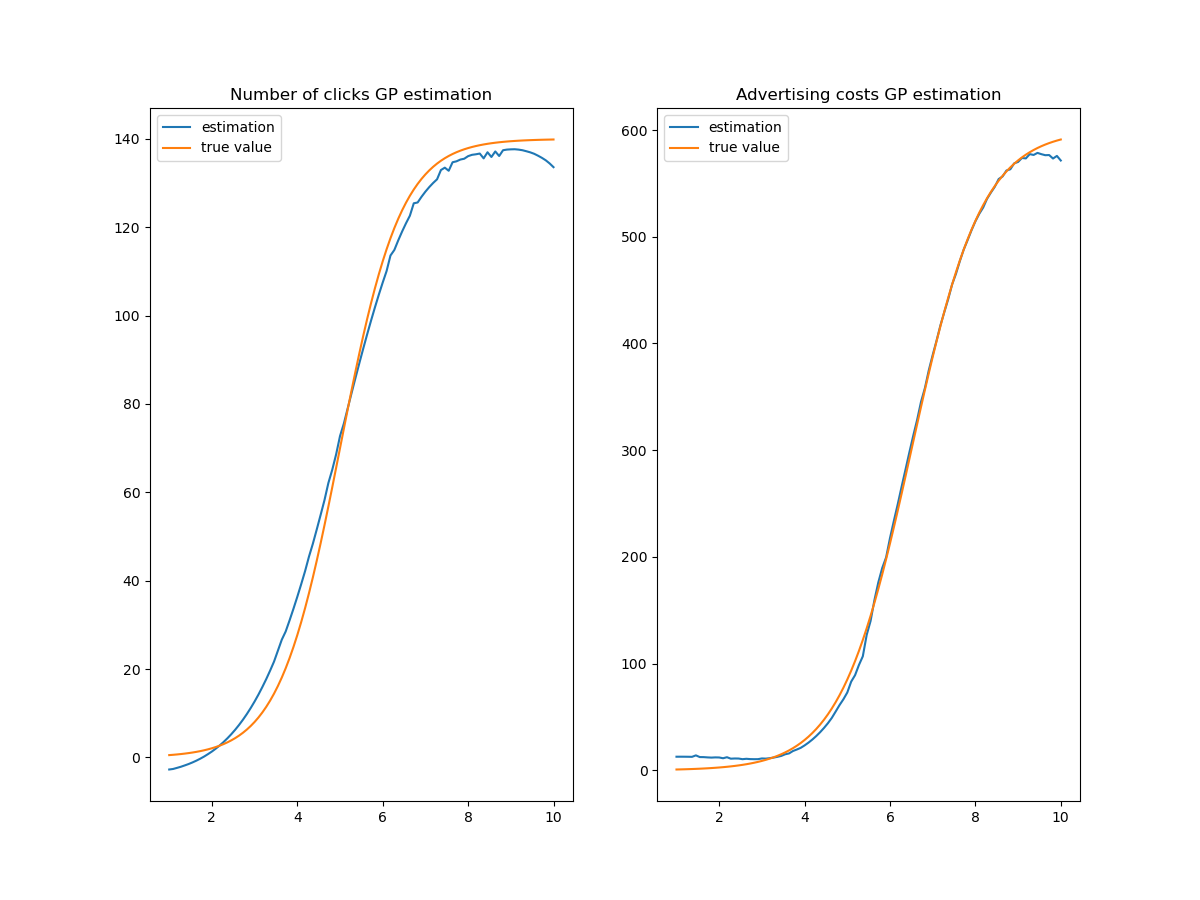 Number of clicks GP estimation
estimation
true value
140
120
100
80
60
40
20
0
2 4 6 8 10
Advertising costs GP estimation
estimation
true value
600
500
400
300
200
100
0
2 4 6 8 10